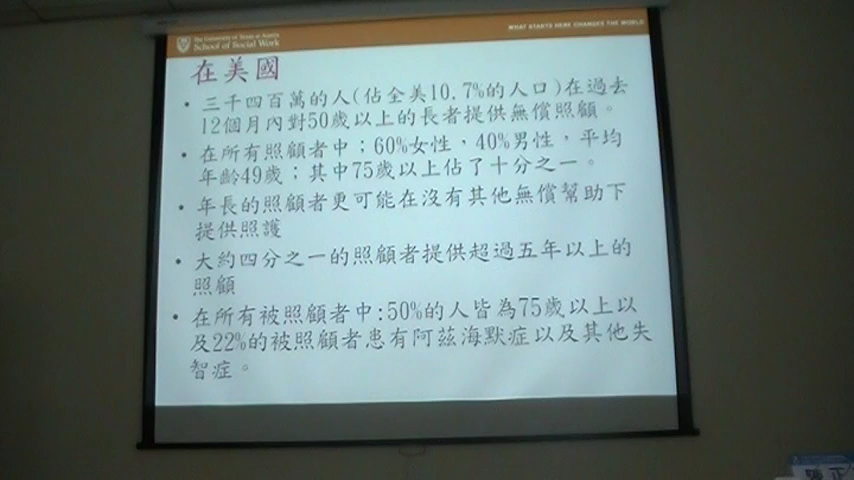 The University of Texas at Austin
School of Social Work
WHAT STARTS HERE CHANGES THE WORLD
在美國
• 三千四百萬的人(佔全美10.7%的人口)在過去
12個月內對50歲以上的長者提供無償照顧。
• 在所有照顧者中；60%女性，40%男性，平均
年齡49歲；其中75歲以上佔了十分之一。
• 年長的照顧者更可能在沒有其他無償幫助下
提供照護
• 大約四分之一的照顧者提供超過五年以上的
照顧
• 在所有被照顧者中:50%的人皆為75歲以上以
及22%的被照顧者患有阿茲海默症以及其他失
智症。
正